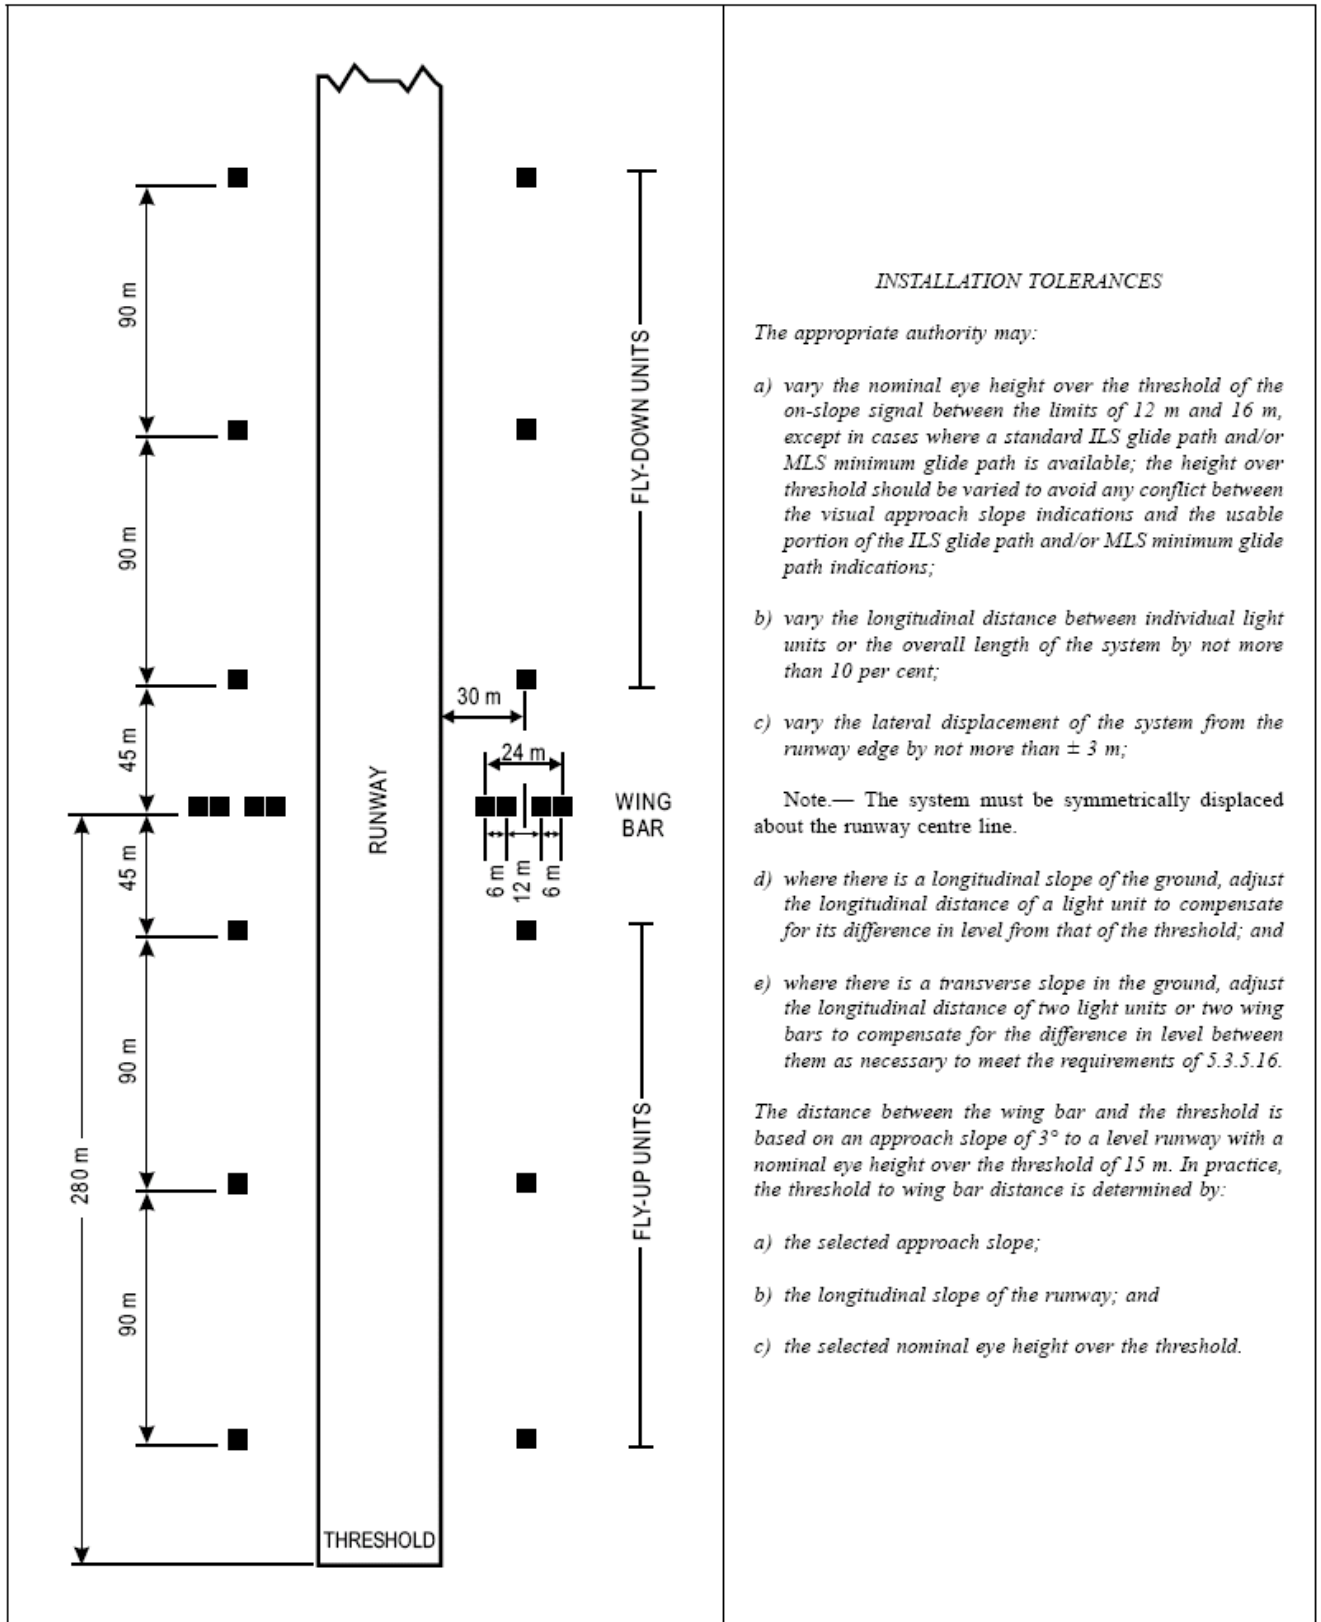 90 m
90 m
45 m
45 m
90 m
90 m
280 m
RUNWAY
THRESHOLD
30 m
24 m
6 m
12 m
6 m
FLY-DOWN UNITS
WING
BAR
FLY-UP UNITS
INSTALLATION TOLERANCES
The appropriate authority may:
a) vary the nominal eye height over the threshold of the
on-slope signal between the limits of 12 m and 16 m,
except in cases where a standard ILS glide path and/or
MLS minimum glide path is available; the height over
threshold should be varied to avoid any conflict between
the visual approach slope indications and the usable
portion of the ILS glide path and/or MLS minimum glide
path indications;
b) vary the longitudinal distance between individual light
units or the overall length of the system by not more
than 10 per cent;
c) vary the lateral displacement of the system from the
runway edge by not more than ± 3 m;
Note.— The system must be symmetrically displaced
about the runway centre line.
d) where there is a longitudinal slope of the ground, adjust
the longitudinal distance of a light unit to compensate
for its difference in level from that of the threshold; and
e) where there is a transverse slope in the ground, adjust
the longitudinal distance of two light units or two wing
bars to compensate for the difference in level between
them as necessary to meet the requirements of 5.3.5.16.
The distance between the wing bar and the threshold is
based on an approach slope of 3° to a level runway with a
nominal eye height over the threshold of 15 m. In practice,
the threshold to wing bar distance is determined by:
a) the selected approach slope;
b) the longitudinal slope of the runway; and
c) the selected nominal eye height over the threshold.